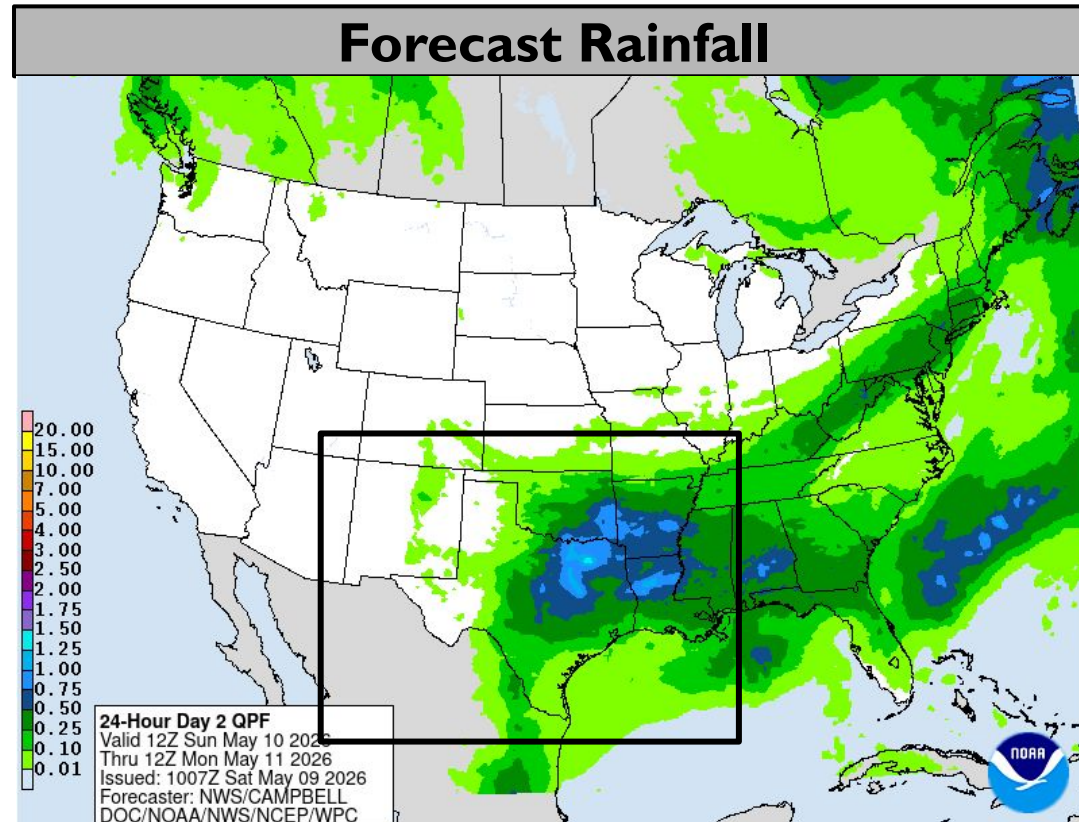 Forecast Rainfall
20.00
15.00
10.00
7.00
5.00
4.00
3.00
2.50
2.00
1.75
1.50
1.25
1.00
0.75
0.50
0.25
0.10
0.01
24-Hour Day 2 QPF
Valid 12Z Sun May 10 2026
Thru 12Z Mon May 11 2026
Issued: 1007Z Sat May 09 2026
Forecaster: NWS/CAMPBELL
DOC/NOAA/NWS/NCEP/WPC
NOAA